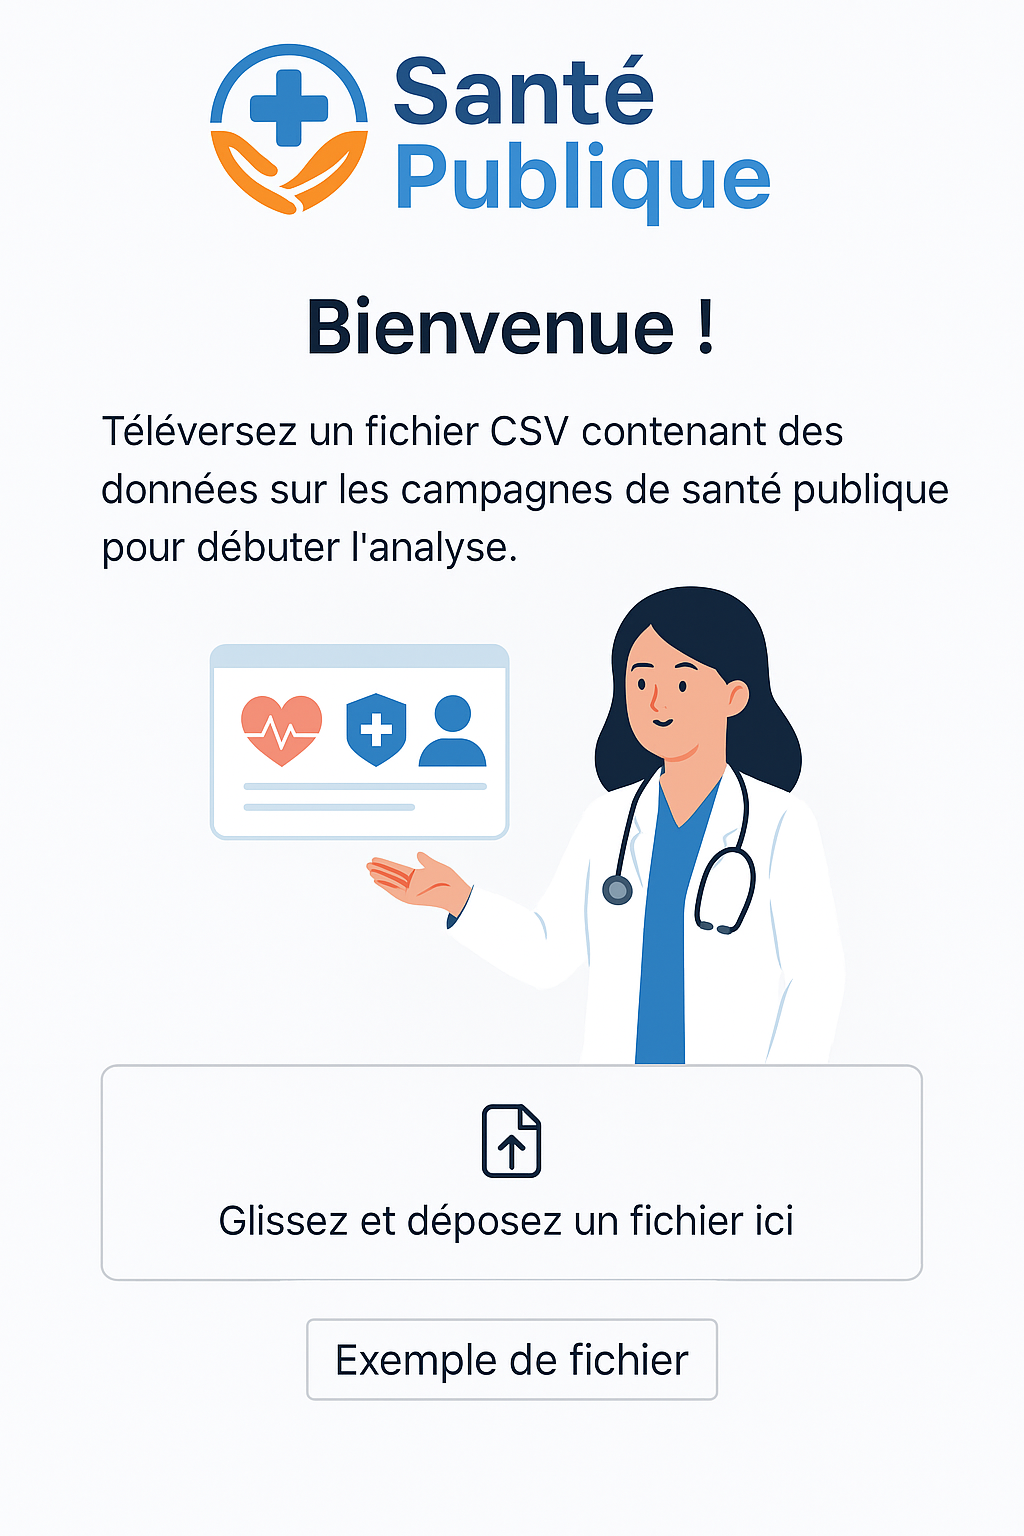 Santé
Publique
Bienvenue !
Téléversez un fichier CSV contenant des
données sur les campagnes de santé publique
pour débuter l'analyse.
Glissez et déposez un fichier ici
Exemple de fichier